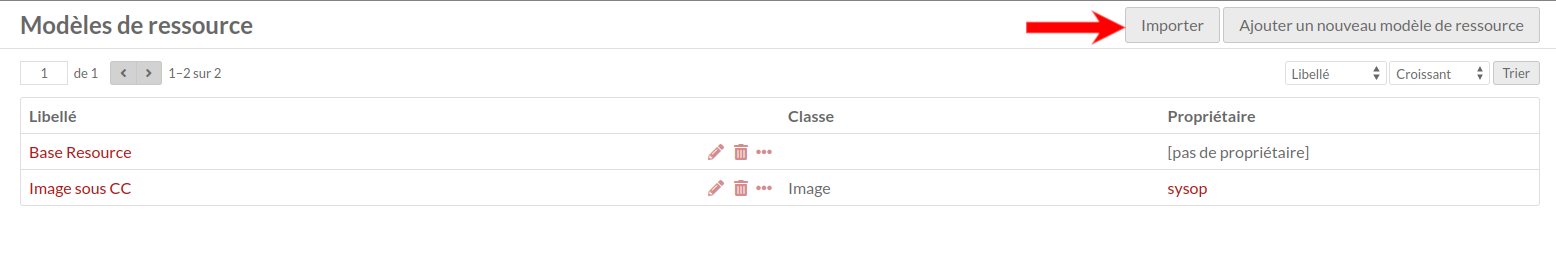 Modèles de ressource Importer Ajouter un nouveau modèle de ressource
1 de 1 1–2 sur 2 Libellé Croissant Trier
Libellé Classe Propriétaire
Base Resource [pas de propriétaire]
Image sous CC Image sysop